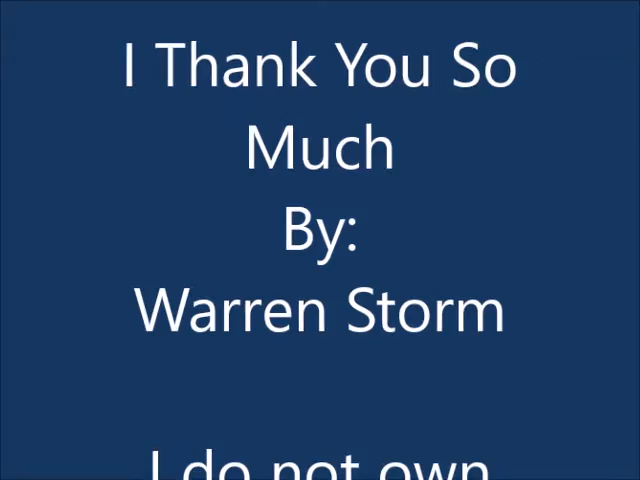 I Thank You So
Much
By:
Warren Storm
I do not own